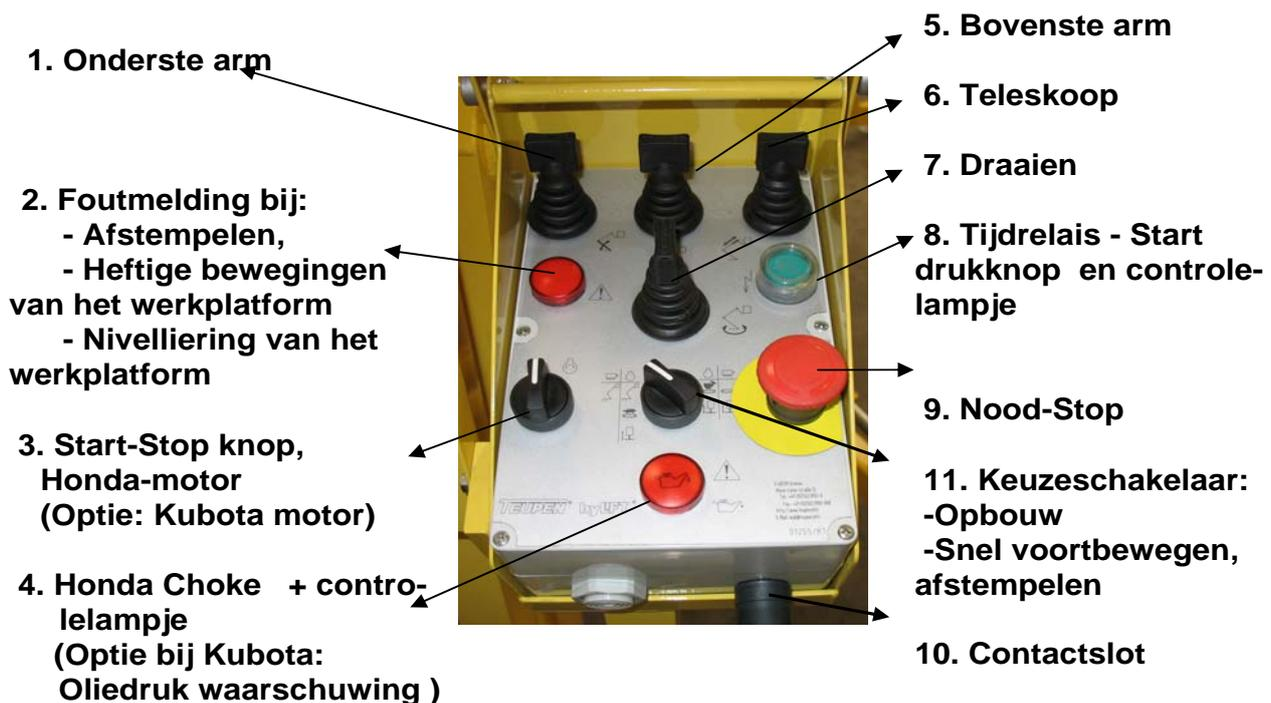 1. Onderste arm
2. Foutmelding bij:
- Afstempelen,
- Heftige bewegingen
van het werkplatform
- Nivelliering van het
werkplatform
3. Start-Stop knop,
Honda-motor
(Optie: Kubota motor)
4. Honda Choke + contro-
lelampje
(Optie bij Kubota:
Oliedruk waarschuwing )
5. Bovenste arm
6. Teleskoop
7. Draaien
8. Tijdrelais - Start
drukknop en controle-
lampje
9. Nood-Stop
11. Keuzeschakelaar:
-Opbouw
-Snel voortbewegen,
afstempelen
10. Contactslot
TEUPEN hyLIFT